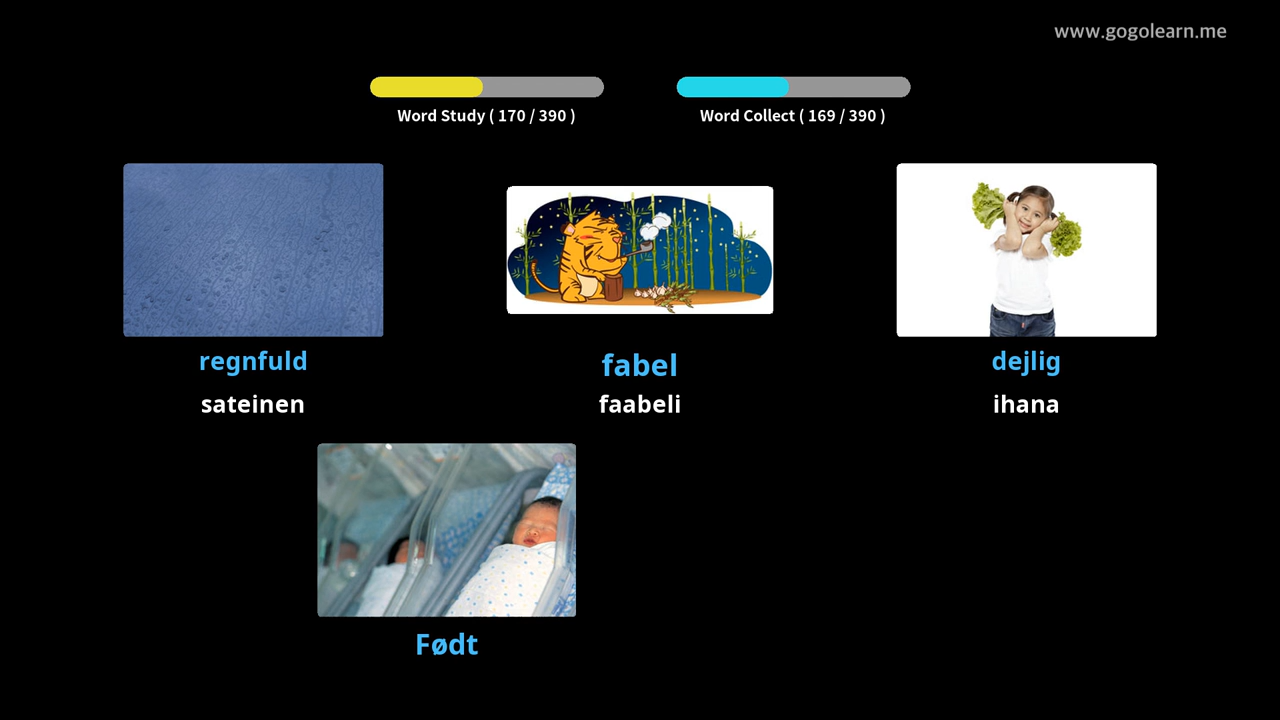 www.gogolearn.me
Word Study ( 170 / 390 )
Word Collect ( 169 / 390 )
regnfuld
fabel
dejlig
sateinen
faabeli
ihana
Født